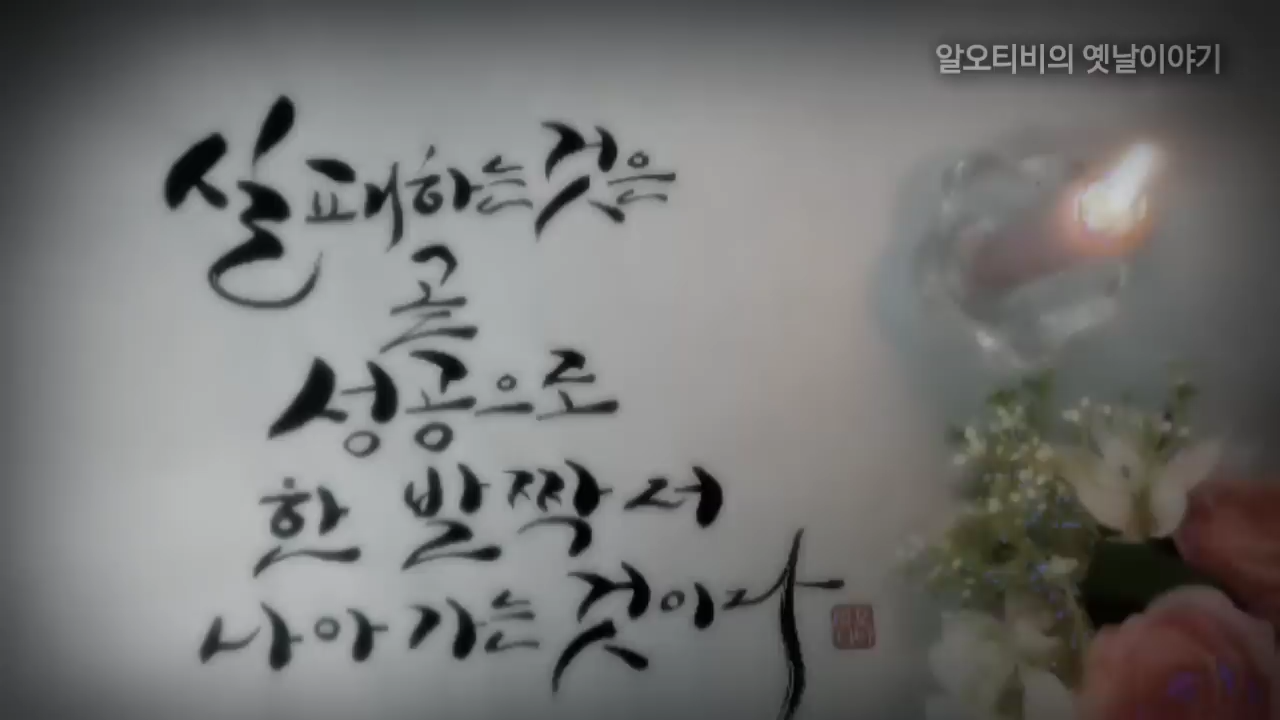 알오티비의 옛날이야기
실패하는것은
곧
성공으로
한 발짝 서
나아가는것이다